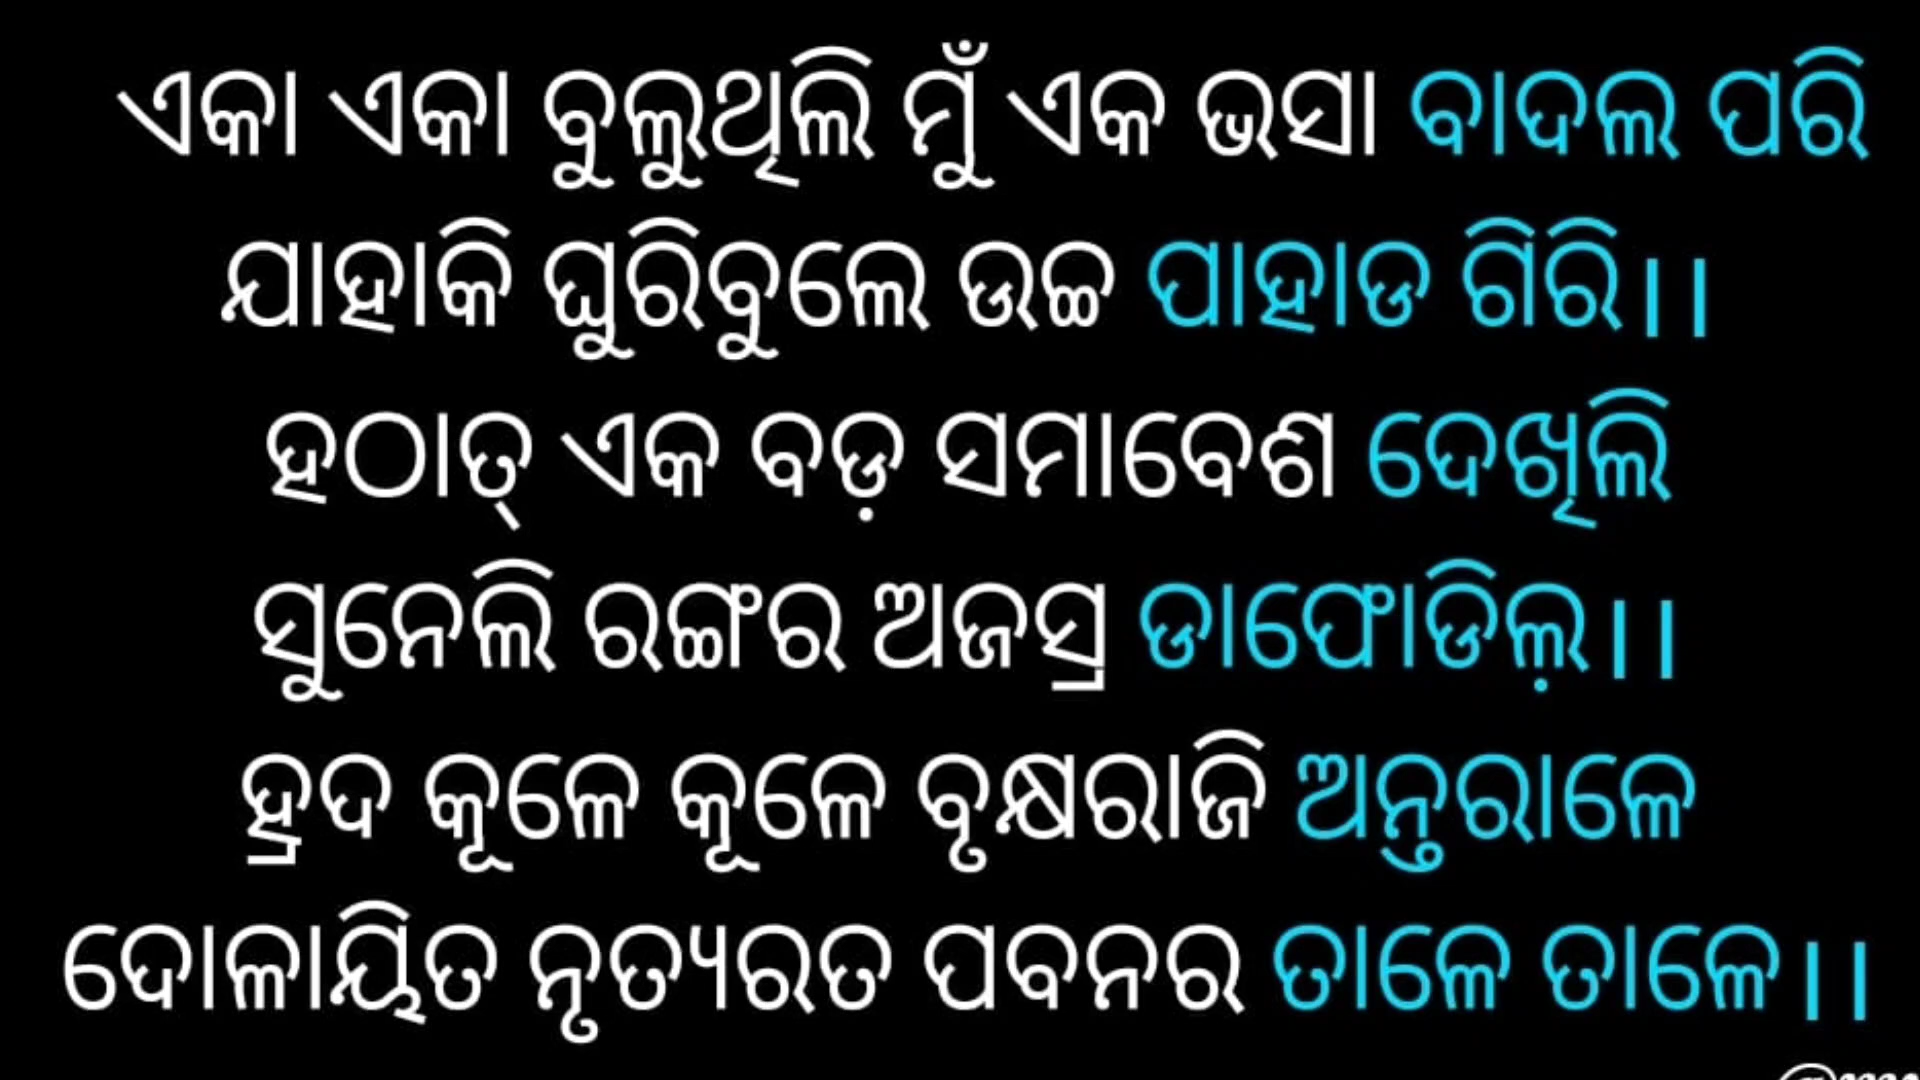 ଏକା ଏକା ବୁଲୁଥିଲି ମୁଁ ଏକ ଭସା ବାଦଲ ପରି
ଯାହାକି ଘୁରିବୁଲେ ଉଚ୍ଚ ପାହାଡ ଗିରି।।
ହଠାତ୍ ଏକ ବଡ଼ ସମାବେଶ ଦେଖିଲି
ସୁନେଲି ରଙ୍ଗର ଅଜସ୍ର ଡାଫୋଡିଲ଼।।
ହ୍ରଦ କୂଳେ କୂଳେ ବୃକ୍ଷରାଜି ଅନ୍ତରାଳେ
ଦୋଳାୟିତ ନୃତ୍ୟରତ ପବନର ତାଳେ ତାଳେ।।